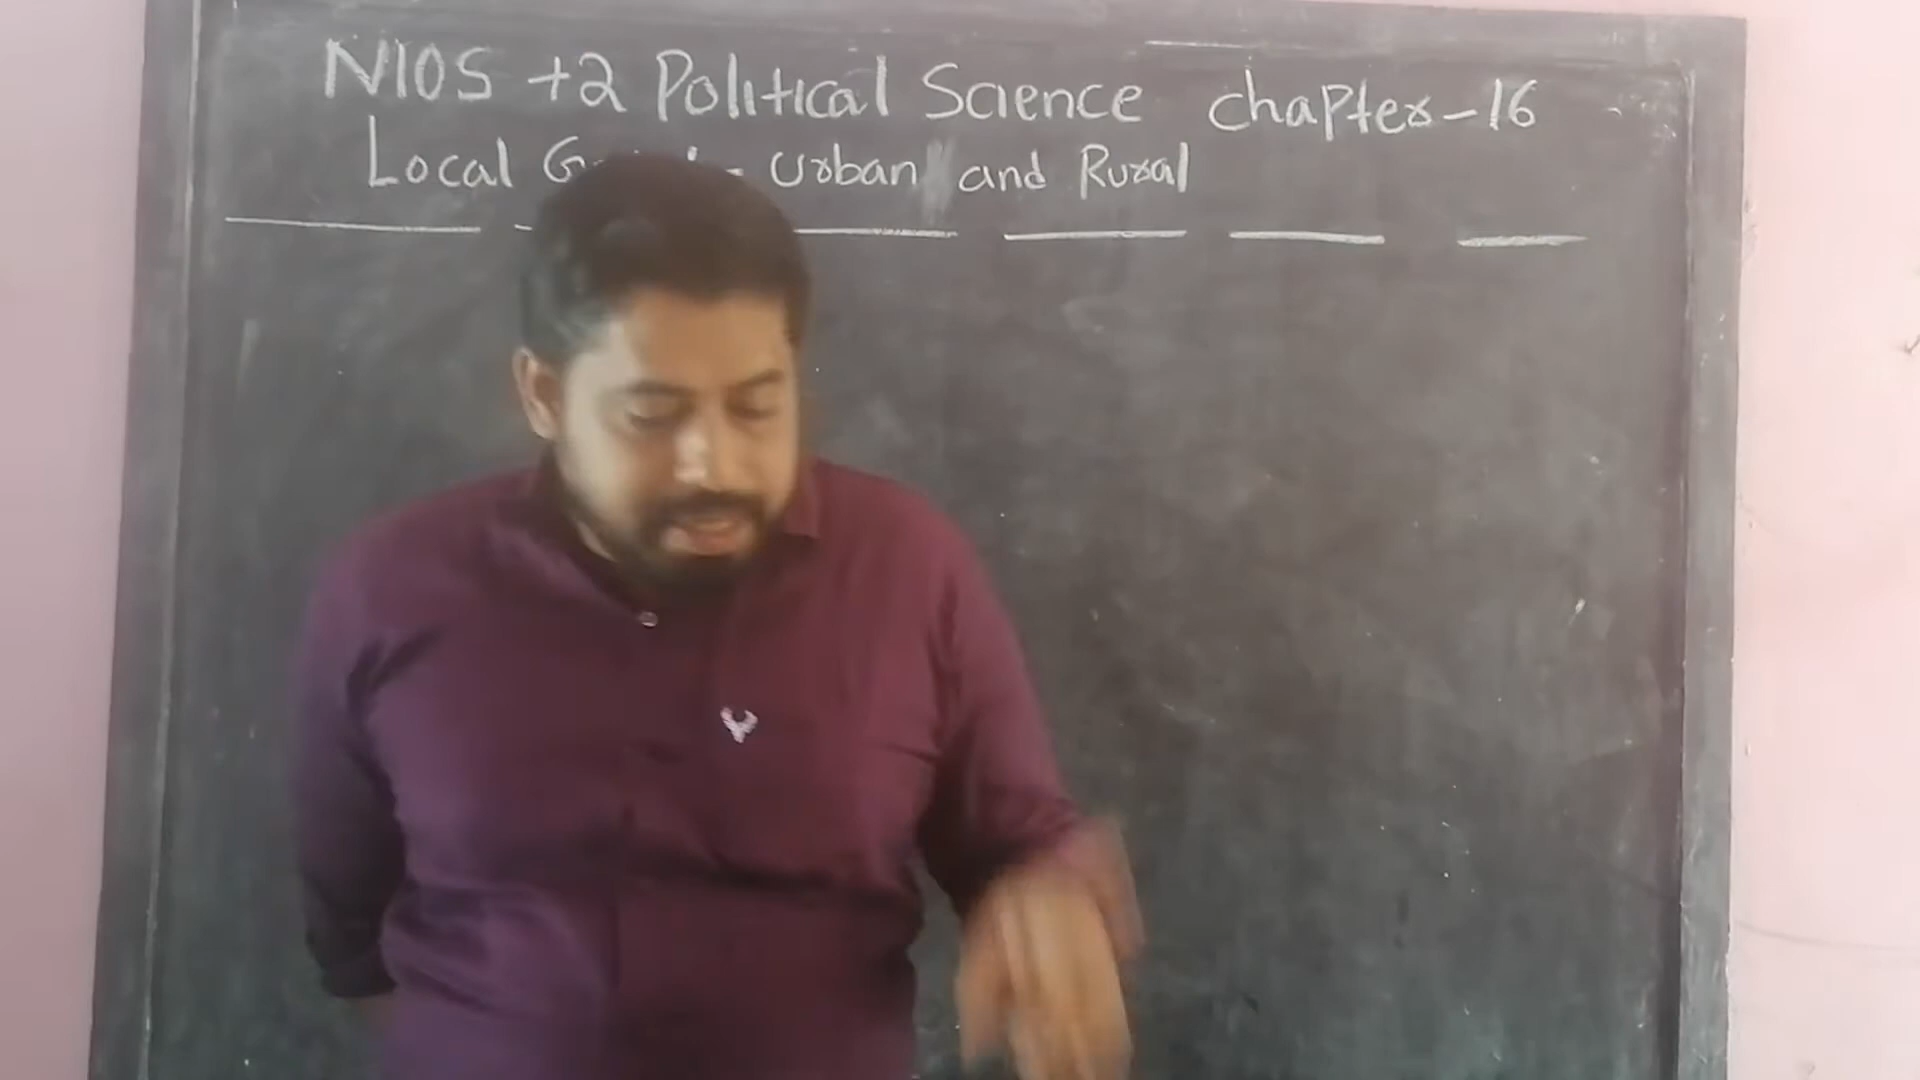 NIOS +2 Political Science chapter-16
Local - Urban and Rural